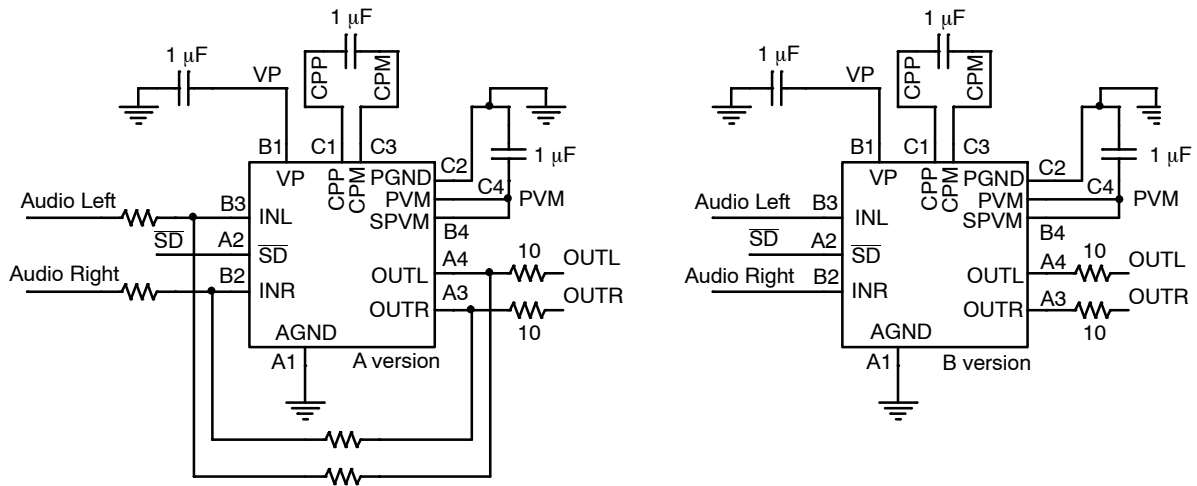 1 μF
1 μF
VP
CPP
CPM
B1
C1
C3
C2
1 μF
VP
CPP
CPM
PGND
C4
PVM
PVM
SPVM
B4
Audio Left
B3
INL
S̅D̅
A2
S̅D̅
Audio Right
B2
INR
OUTL
A4
10
OUTL
OUTR
A3
OUTR
10
AGND
A1
A version
1 μF
1 μF
VP
CPP
CPM
B1
C1
C3
C2
1 μF
VP
CPP
CPM
PGND
C4
PVM
PVM
SPVM
B4
Audio Left
B3
INL
S̅D̅
A2
S̅D̅
Audio Right
B2
INR
OUTL
A4
10
OUTL
OUTR
A3
OUTR
10
AGND
A1
B version